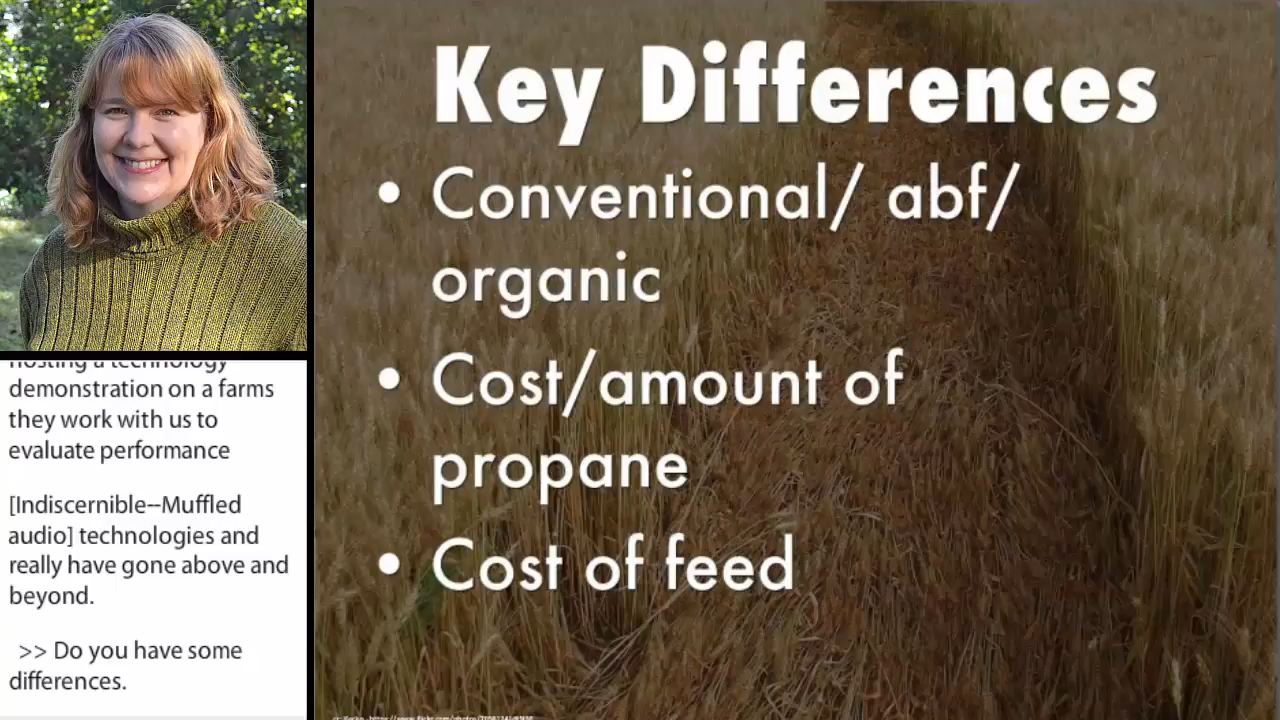 Key Differences
• Conventional/ abf/
organic
• Cost/amount of
propane
• Cost of feed
hosting a technology
demonstration on a farms
they work with us to
evaluate performance
[Indiscernible--Muffled
audio] technologies and
really have gone above and
beyond.
>> Do you have some
differences.